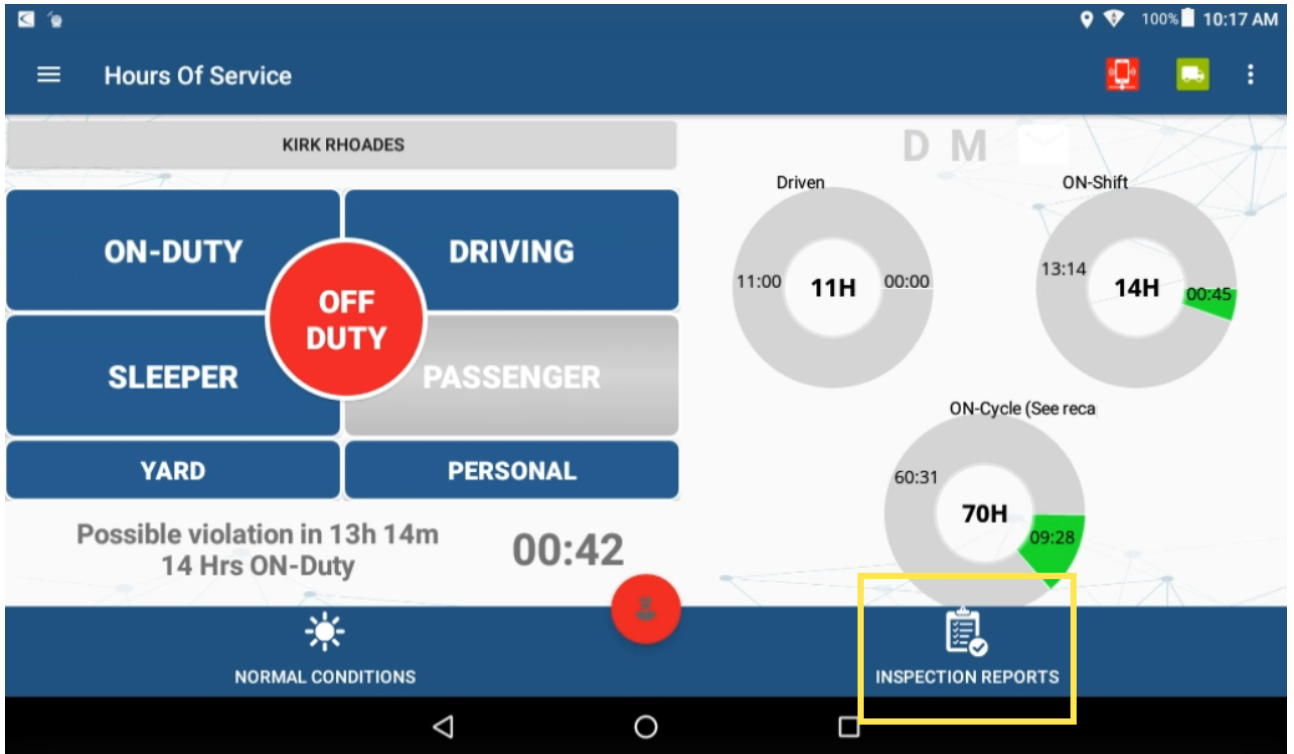 100% 10:17 AM
Hours Of Service
KIRK RHOADES
D M
ON-DUTY
DRIVING
OFF
DUTY
SLEEPER
PASSENGER
YARD
PERSONAL
Possible violation in 13h 14m
14 Hrs ON-Duty
00:42
Driven
11:00 11H 00:00
ON-Shift
13:14 14H 00:45
ON-Cycle (See reca
60:31
70H
09:28
NORMAL CONDITIONS
INSPECTION REPORTS